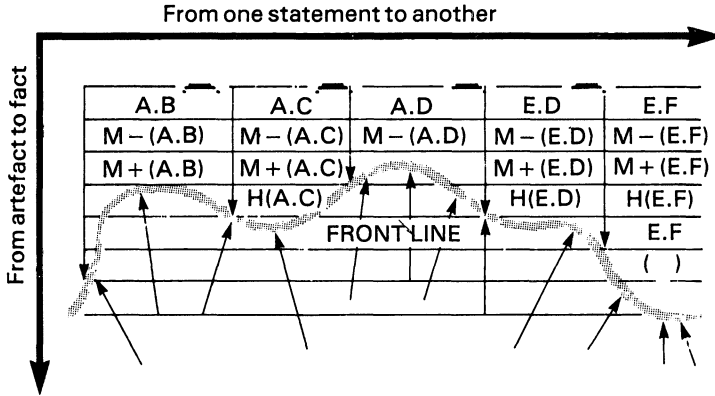 From one statement to another
From artefact to fact
A.B A.C A.D E.D E.F
M−(A.B) M−(A.C) M−(A.D) M−(E.D) M−(E.F)
M+(A.B) M+(A.C) M+(E.D) M+(E.F)
H(A.C) H(E.D) H(E.F)
FRONT LINE E.F
( )